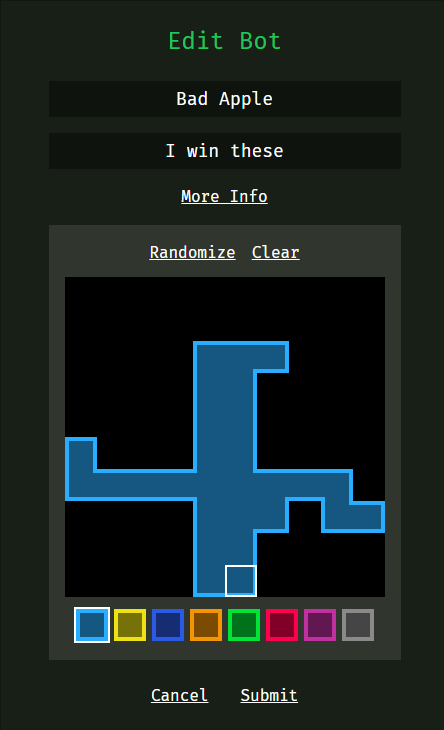 Edit Bot
Bad Apple
I win these
More Info
Randomize Clear
Cancel Submit